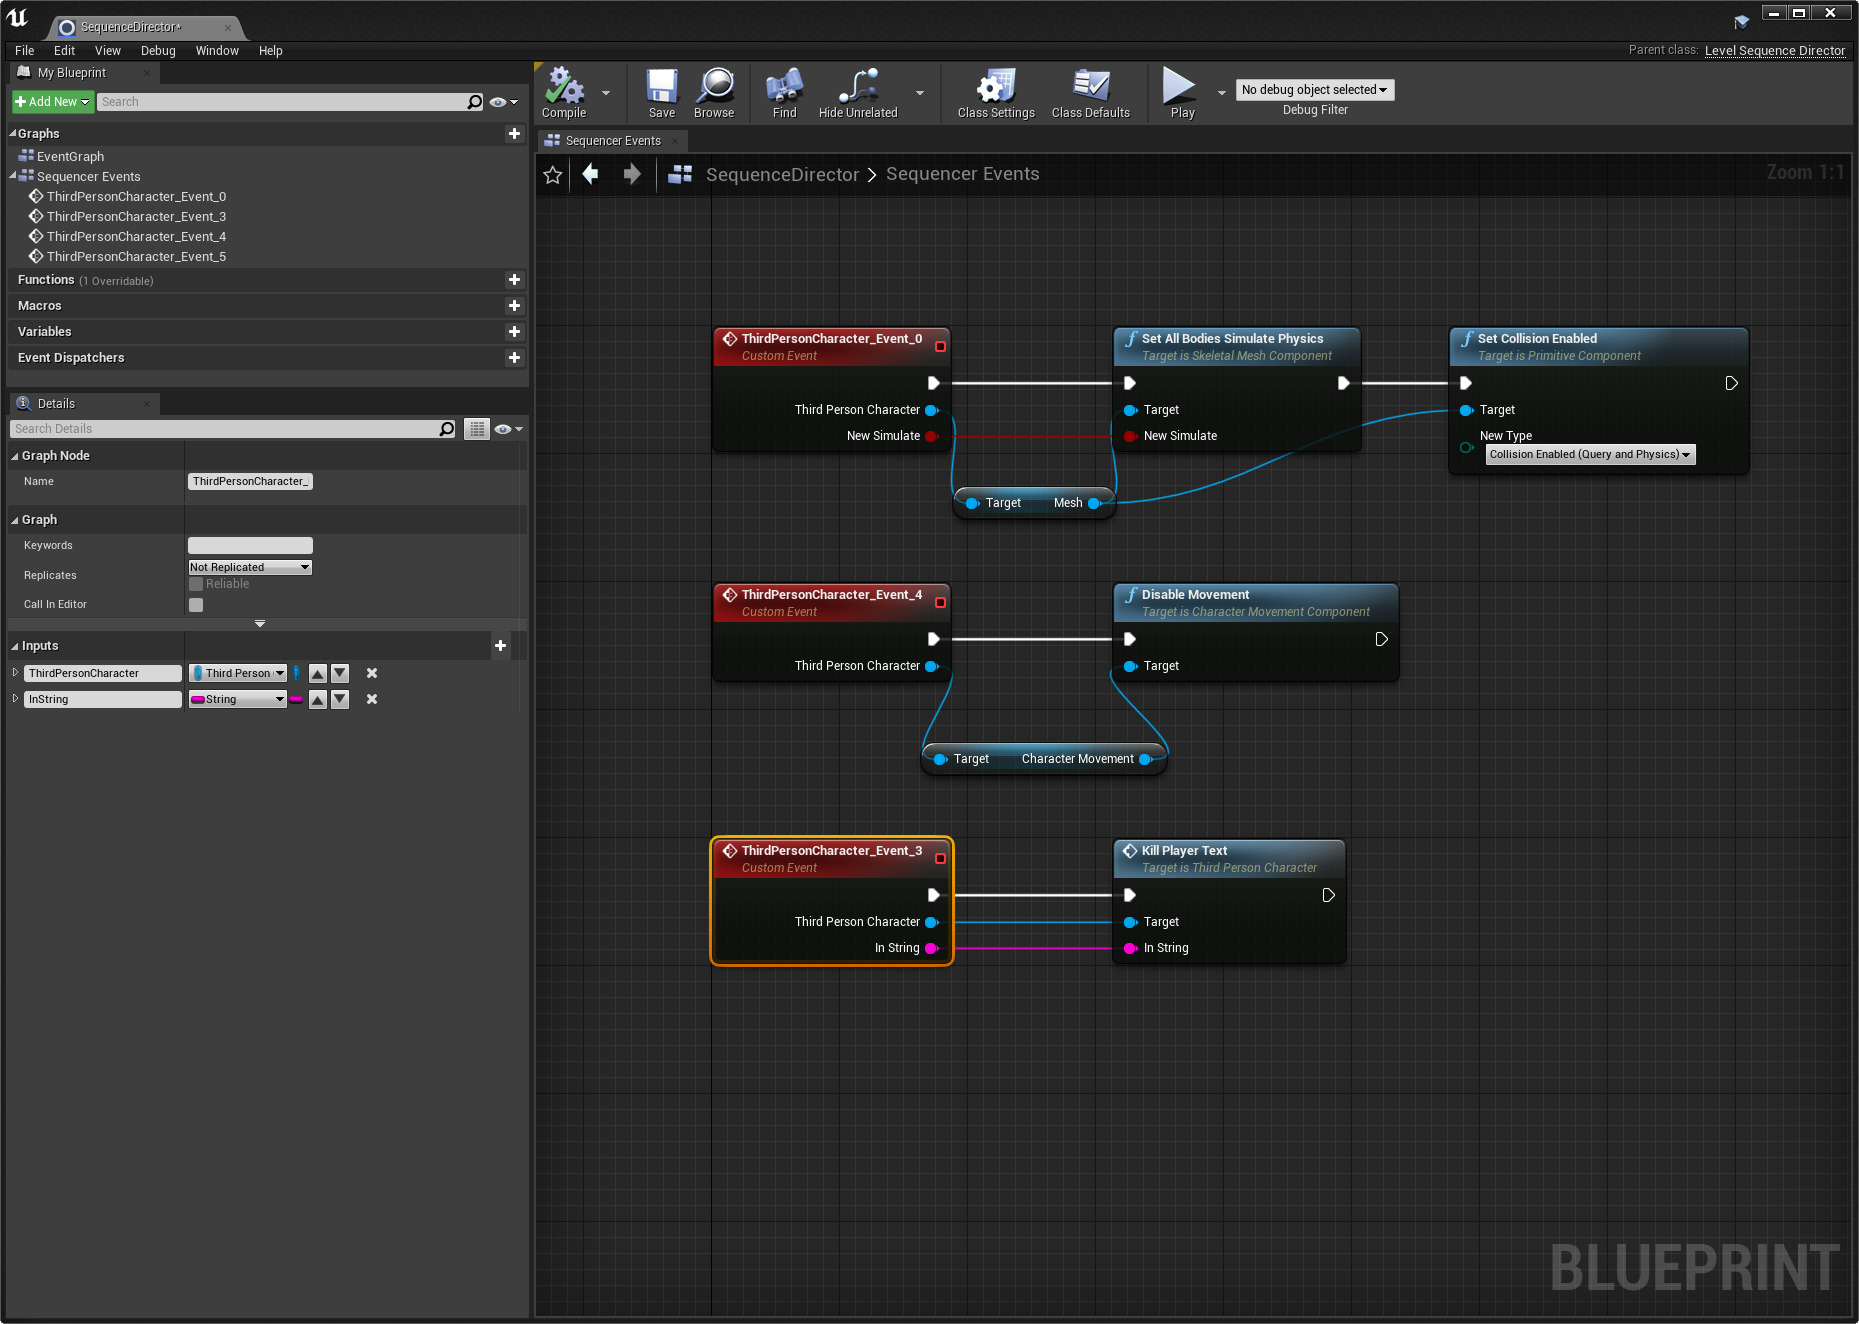 SequenceDirector*
File Edit View Debug Window Help
Parent class: Level Sequence Director
My Blueprint
Add New Search
Graphs
EventGraph
Sequencer Events
ThirdPersonCharacter_Event_0
ThirdPersonCharacter_Event_3
ThirdPersonCharacter_Event_4
ThirdPersonCharacter_Event_5
Functions (1 Overridable)
Macros
Variables
Event Dispatchers
Details
Search Details
Graph Node
Name ThirdPersonCharacter_
Graph
Keywords
Replicates Not Replicated
Reliable
Call In Editor
Inputs
ThirdPersonCharacter Third Person
InString String
Compile Save Browse Find Hide Unrelated Class Settings Class Defaults Play
No debug object selected
Debug Filter
Sequencer Events
SequenceDirector > Sequencer Events
Zoom 1:1
ThirdPersonCharacter_Event_0
Custom Event
Third Person Character
New Simulate
Set All Bodies Simulate Physics
Target is Skeletal Mesh Component
Target
New Simulate
Set Collision Enabled
Target is Primitive Component
Target
New Type
Collision Enabled (Query and Physics)
Target Mesh
ThirdPersonCharacter_Event_4
Custom Event
Third Person Character
Disable Movement
Target is Character Movement Component
Target
Target Character Movement
ThirdPersonCharacter_Event_3
Custom Event
Third Person Character
In String
Kill Player Text
Target is Third Person Character
Target
In String
BLUEPRINT